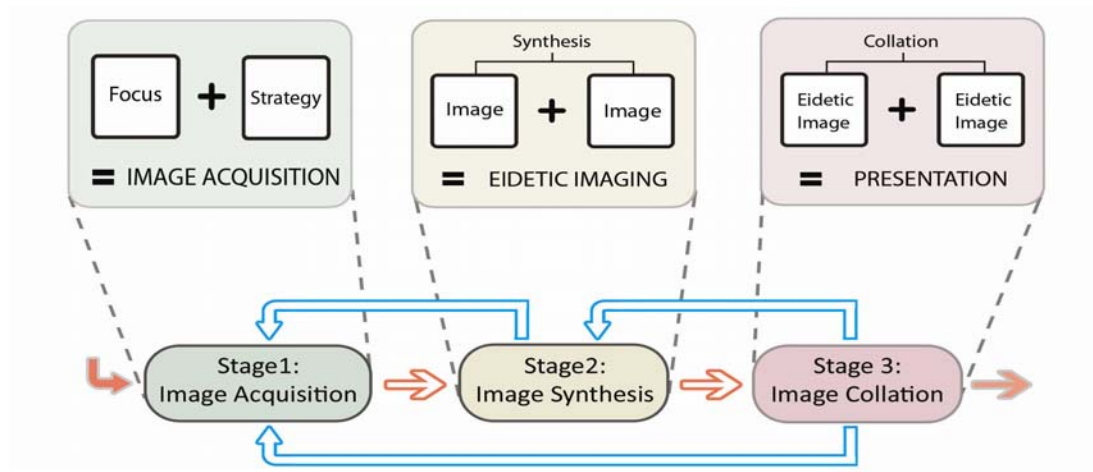 Focus
+
Strategy
= IMAGE ACQUISITION
Synthesis
Image
+
Image
= EIDETIC IMAGING
Collation
Eidetic
Image
+
Eidetic
Image
= PRESENTATION
Stage1:
Image Acquisition
Stage2:
Image Synthesis
Stage 3:
Image Collation